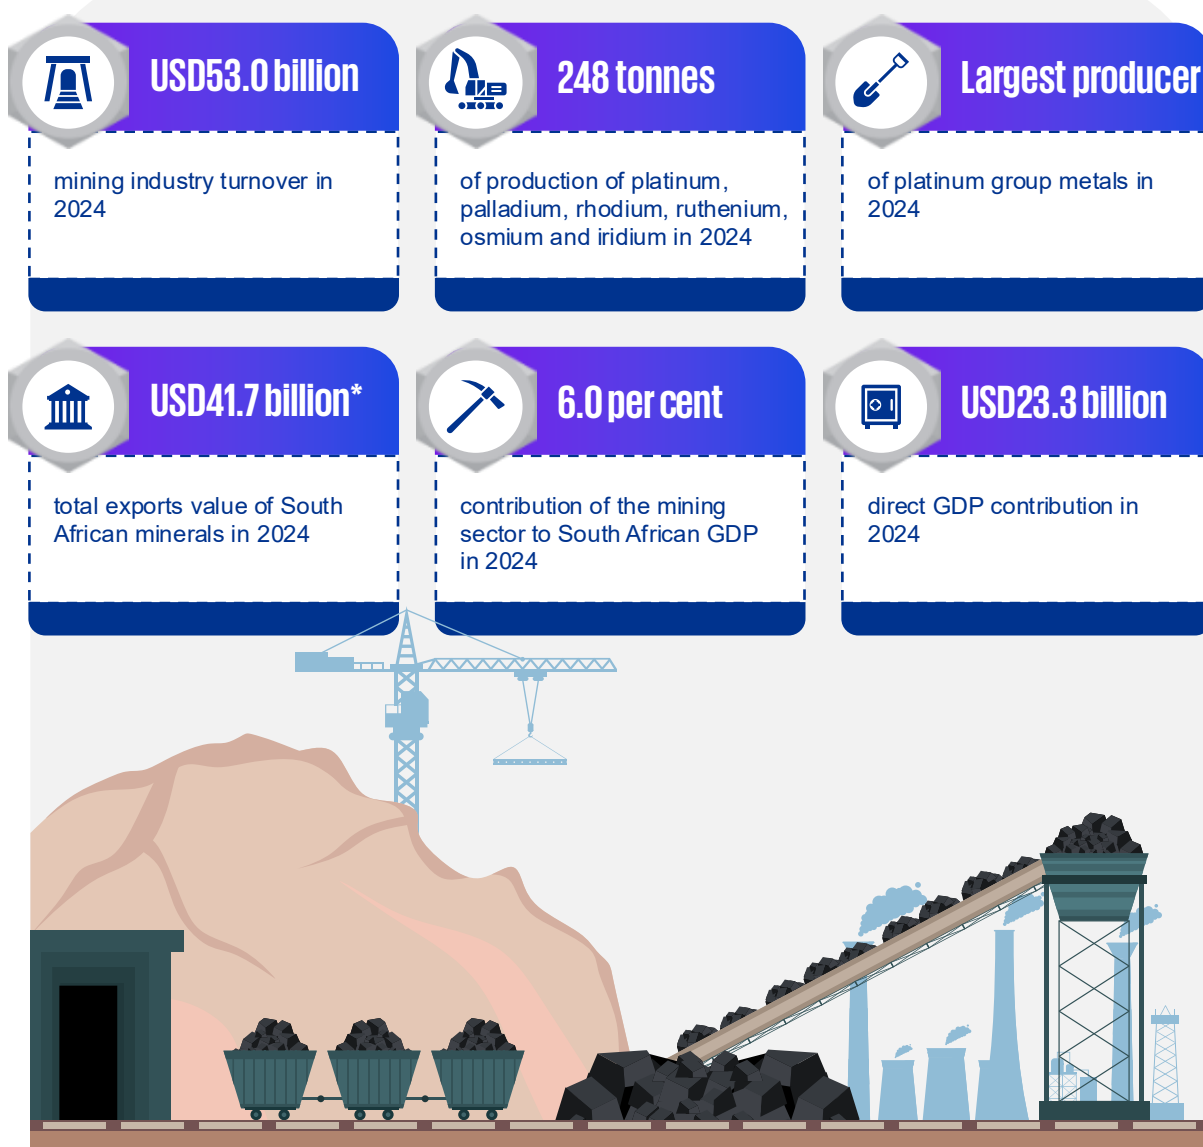 USD53.0 billion
mining industry turnover in
2024
248 tonnes
of production of platinum,
palladium, rhodium, ruthenium,
osmium and iridium in 2024
Largest producer
of platinum group metals in
2024
USD41.7 billion*
total exports value of South
African minerals in 2024
6.0 per cent
contribution of the mining
sector to South African GDP
in 2024
USD23.3 billion
direct GDP contribution in
2024